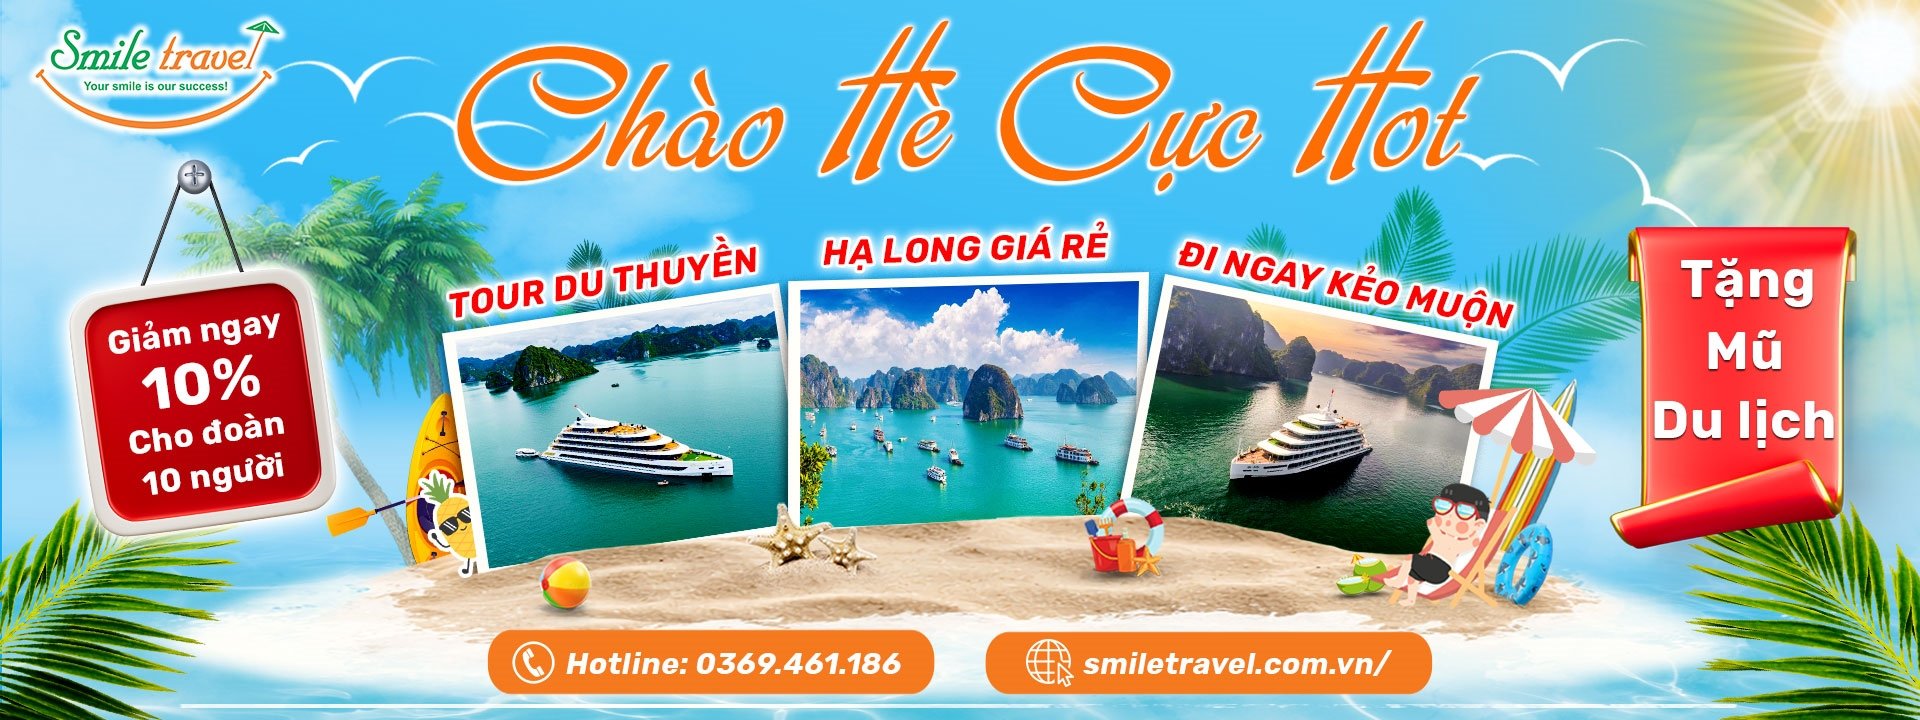 Smile travel
Your smile is our success!
Chào Hè Cực Hot
TOUR DU THUYỀN
HẠ LONG GIÁ RẺ
ĐI NGAY KẺO MUỘN
Giảm ngay
10%
Cho đoàn
10 người
Tặng
Mũ
Du lịch
Hotline: 0369.461.186
smiletravel.com.vn/